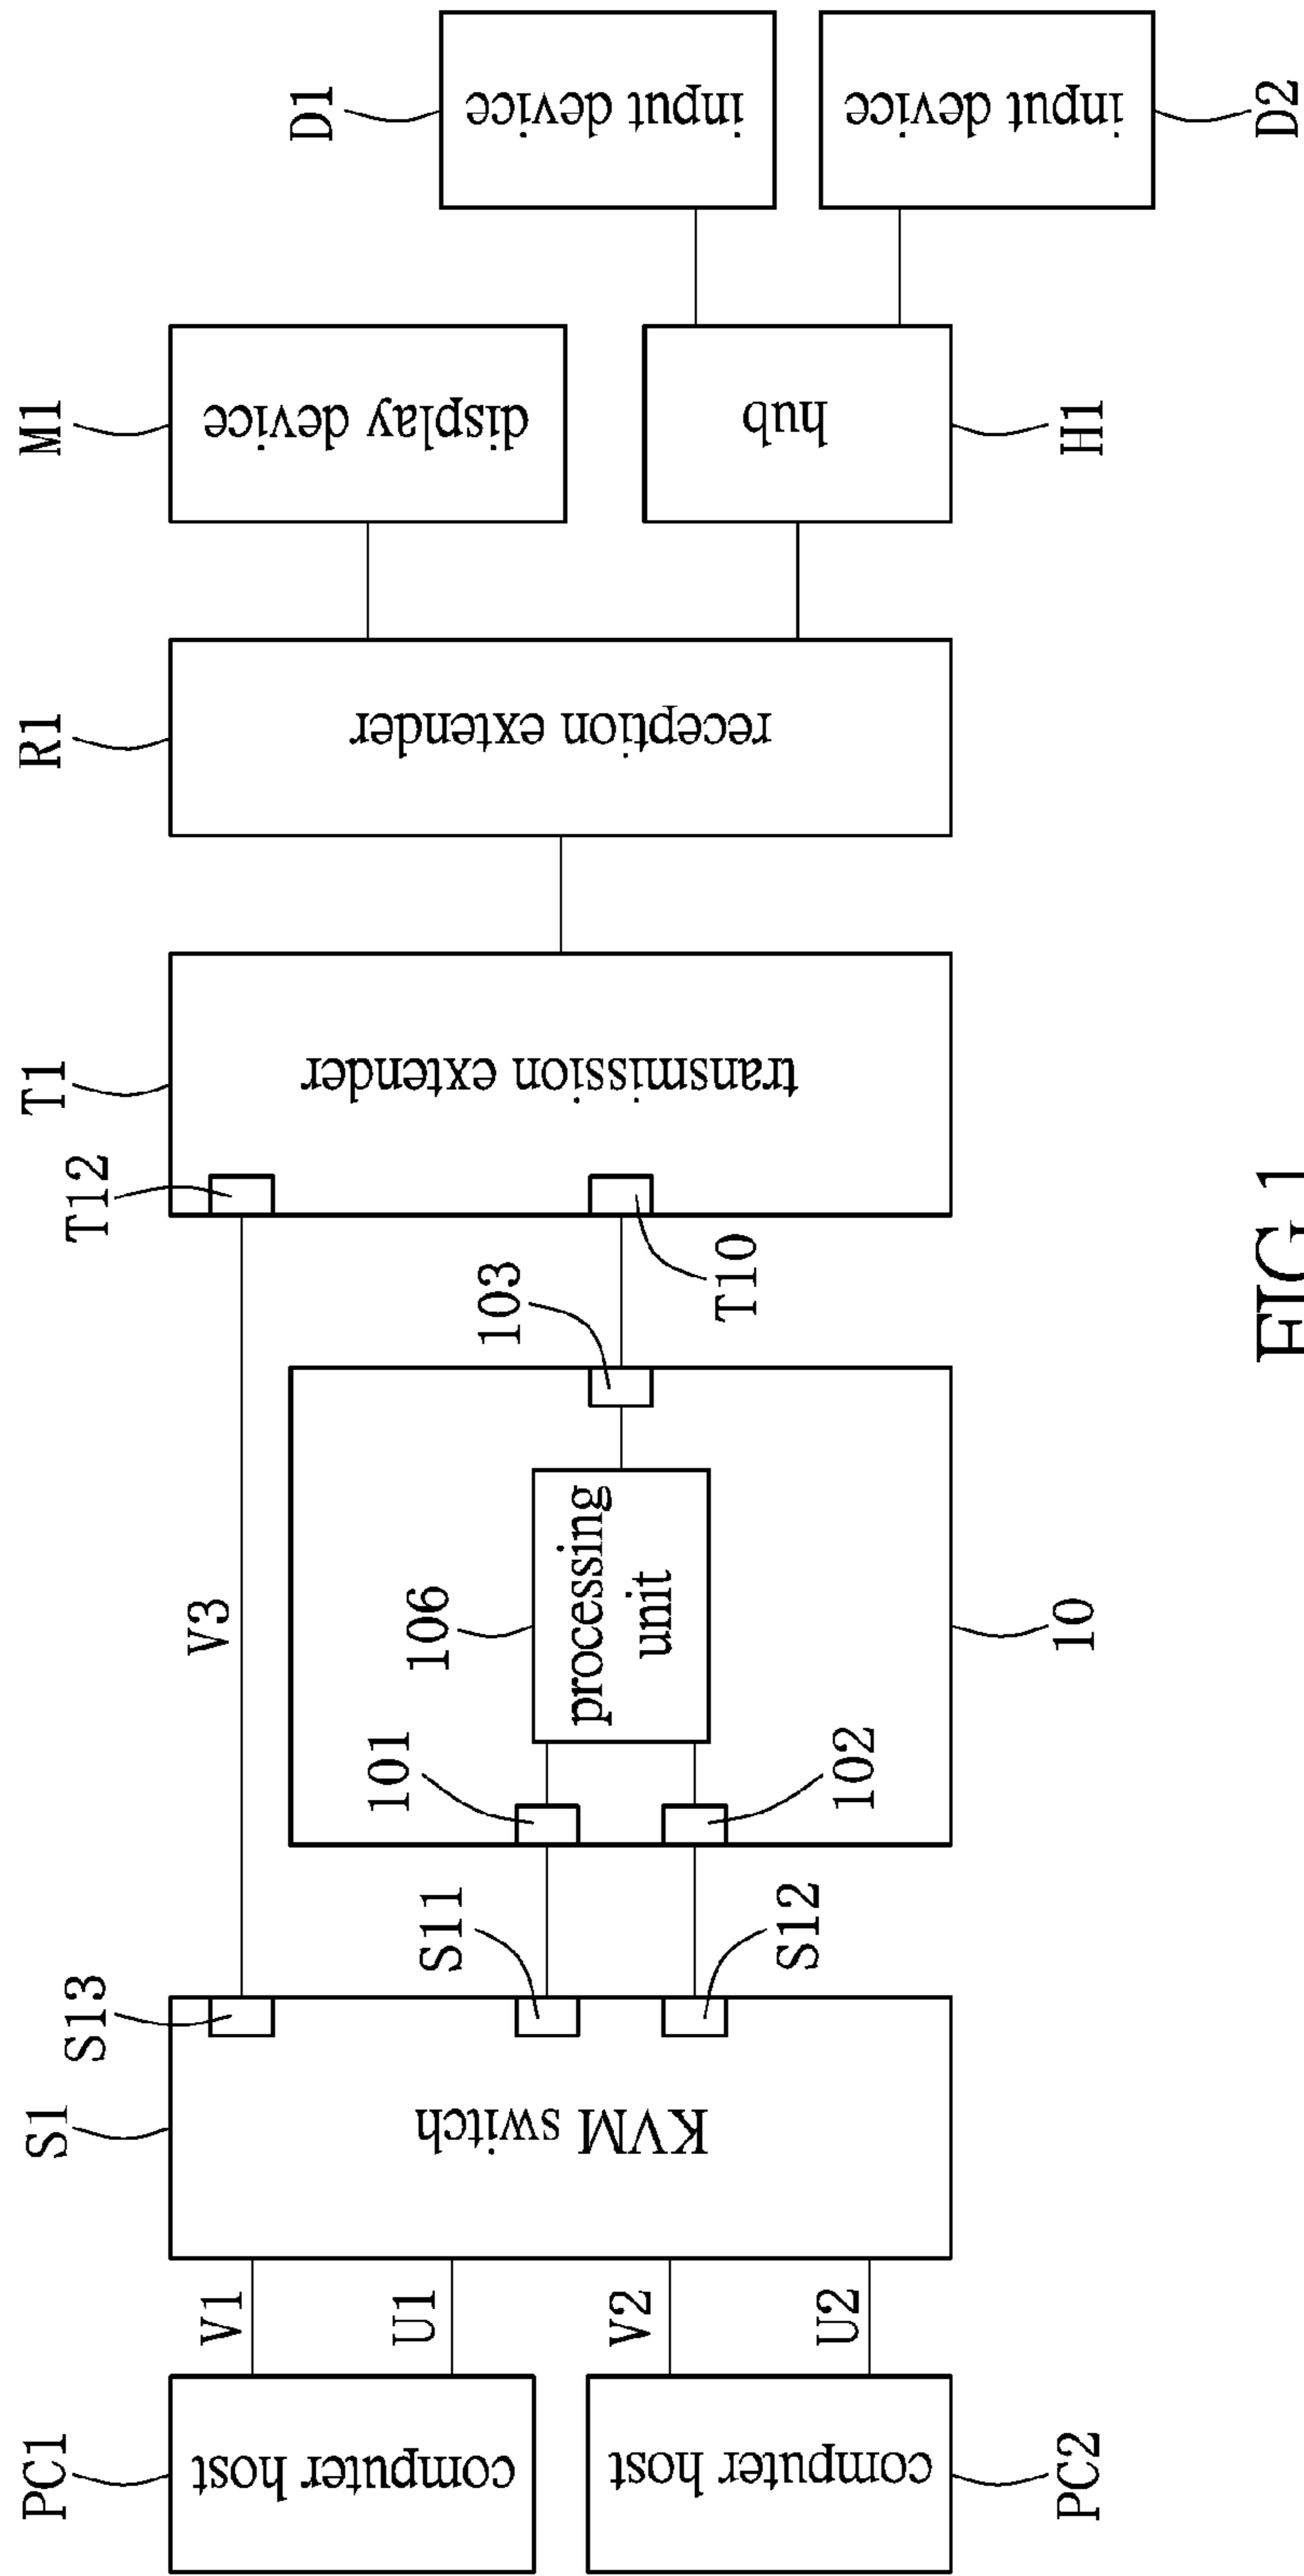 PC1
computer host
PC2
computer host
V1
U1
V2
U2
S1
KVM switch
S13
S11
S12
V3
101
102
106
processing
unit
10
103
T12
T10
T1
transmission extender
R1
reception extender
M1
display device
H1
hub
D1
input device
D2
input device
FIG.1